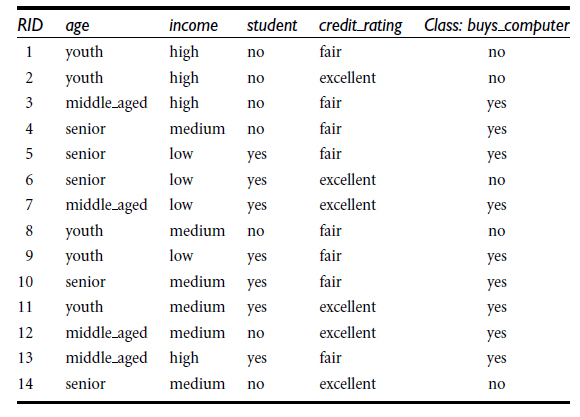 RID age income student credit_rating Class: buys_computer
1 youth high no fair no
2 youth high no excellent no
3 middle_aged high no fair yes
4 senior medium no fair yes
5 senior low yes fair yes
6 senior low yes excellent no
7 middle_aged low yes excellent yes
8 youth medium no fair no
9 youth low yes fair yes
10 senior medium yes fair yes
11 youth medium yes excellent yes
12 middle_aged medium no excellent yes
13 middle_aged high yes fair yes
14 senior medium no excellent no